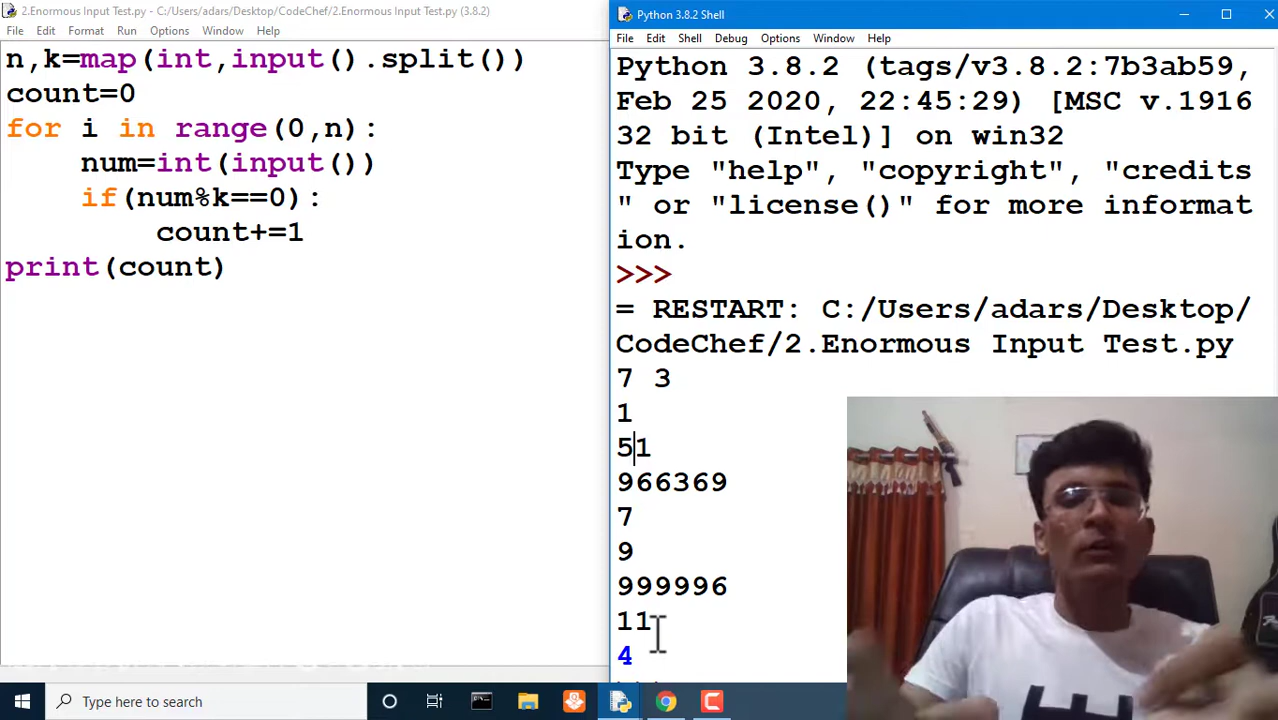 2.Enormous Input Test.py - C:/Users/adars/Desktop/CodeChef/2.Enormous Input Test.py (3.8.2)
File Edit Format Run Options Window Help
n,k=map(int,input().split())
count=0
for i in range(0,n):
num=int(input())
if(num%k==0):
count+=1
print(count)
Python 3.8.2 Shell
File Edit Shell Debug Options Window Help
Python 3.8.2 (tags/v3.8.2:7b3ab59,
Feb 25 2020, 22:45:29) [MSC v.1916
32 bit (Intel)] on win32
Type "help", "copyright", "credits
" or "license()" for more informat
ion.
>>>
= RESTART: C:/Users/adars/Desktop/
CodeChef/2.Enormous Input Test.py
7 3
1
51
966369
7
9
999996
11
4
Type here to search